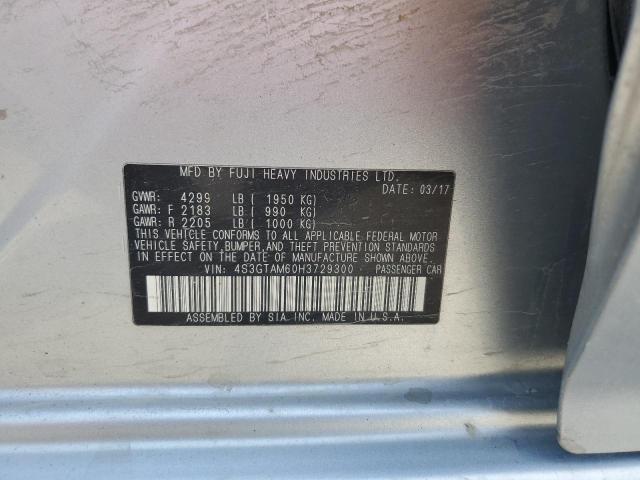 MFD BY FUJI HEAVY INDUSTRIES LTD.
DATE: 03/17
GVWR: 4299 LB ( 1950 KG)
GAWR: F 2183 LB ( 990 KG)
GAWR: R 2205 LB ( 1000 KG)
THIS VEHICLE CONFORMS TO ALL APPLICABLE FEDERAL MOTOR
VEHICLE SAFETY, BUMPER, AND THEFT PREVENTION STANDARDS
IN EFFECT ON THE DATE OF MANUFACTURE SHOWN ABOVE.
VIN: 4S3GTAM60H3729300 PASSENGER CAR
ASSEMBLED BY SIA INC. MADE IN U.S.A.